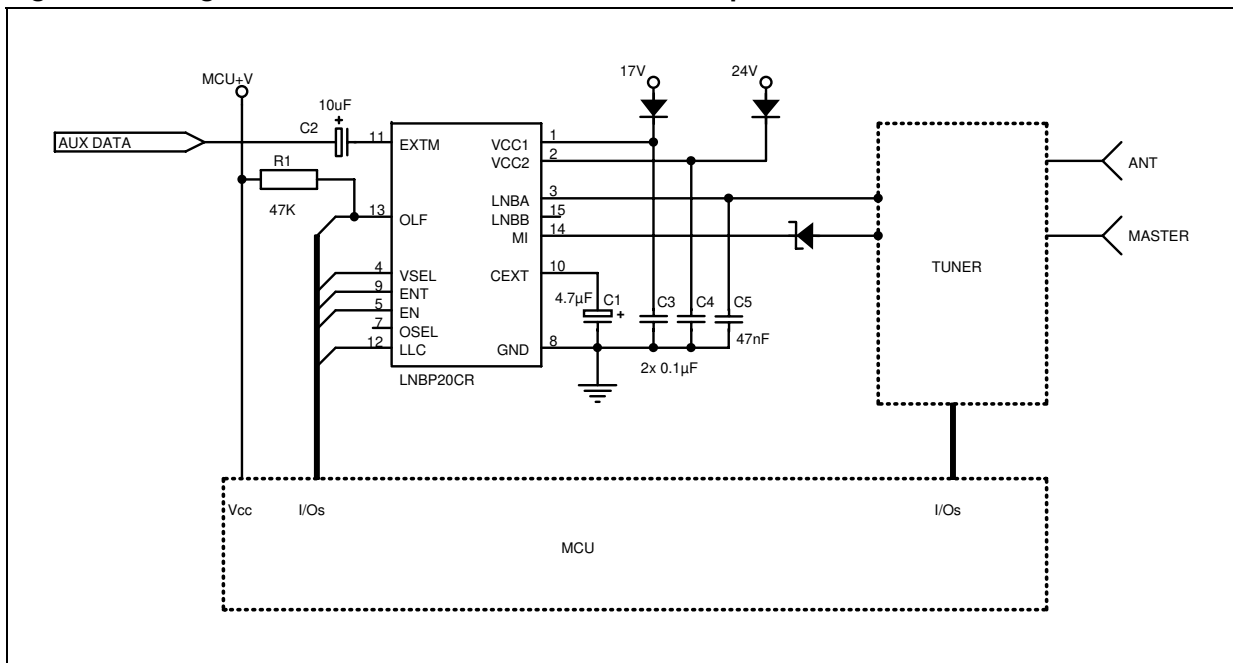 MCU+V
17V
24V
10uF
+
C2
AUX DATA
11
EXTM
VCC1
1
VCC2
2
R1
47K
LNBA
3
LNBB
15
13
OLF
MI
14
ANT
MASTER
TUNER
4
VSEL
CEXT
10
9
ENT
5
EN
7
OSEL
12
LLC
GND
8
4.7µF
C1
+
C3
C4
C5
47nF
2x 0.1µF
LNBP20CR
Vcc
I/Os
I/Os
MCU